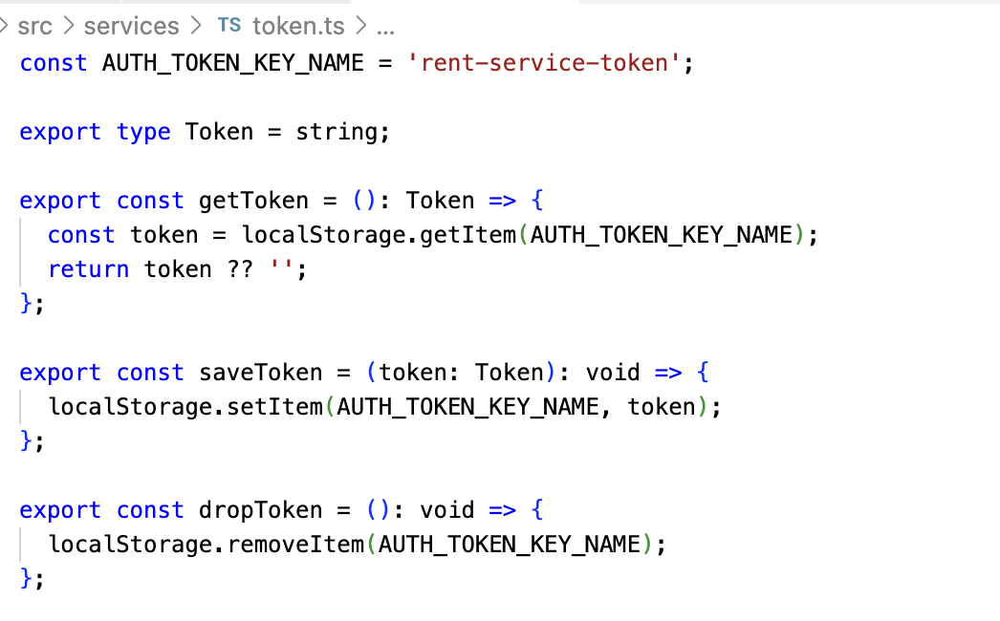 src > services > TS token.ts > ...
const AUTH_TOKEN_KEY_NAME = 'rent-service-token';
export type Token = string;
export const getToken = (): Token => {
const token = localStorage.getItem(AUTH_TOKEN_KEY_NAME);
return token ?? '';
};
export const saveToken = (token: Token): void => {
localStorage.setItem(AUTH_TOKEN_KEY_NAME, token);
};
export const dropToken = (): void => {
localStorage.removeItem(AUTH_TOKEN_KEY_NAME);
};